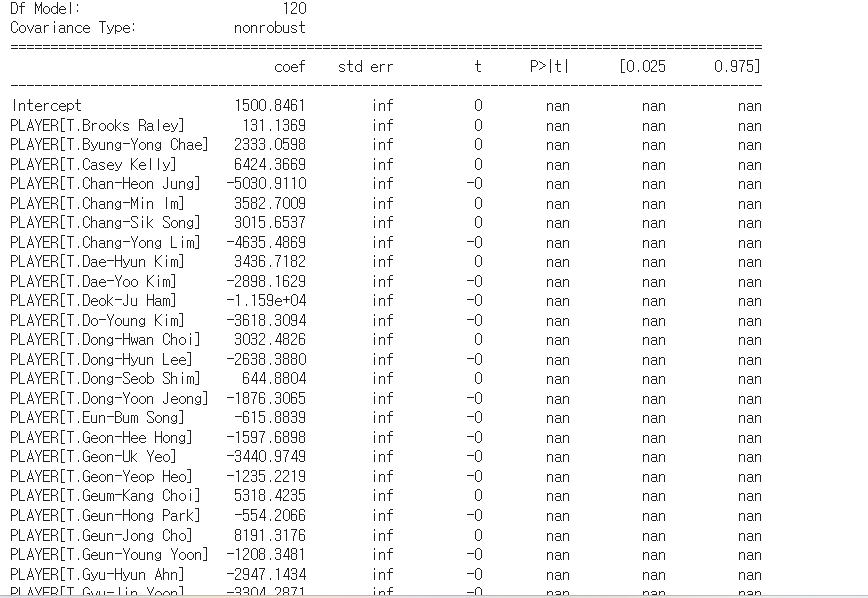 Df Model: 120
Covariance Type: nonrobust
==============================================================================================
coef std err t P>|t| [0.025 0.975]
----------------------------------------------------------------------------------------------
Intercept 1500.8461 inf 0 nan nan nan
PLAYER[T.Brooks Raley] 131.1369 inf 0 nan nan nan
PLAYER[T.Byung-Yong Chae] 2333.0598 inf 0 nan nan nan
PLAYER[T.Casey Kelly] 6424.3669 inf 0 nan nan nan
PLAYER[T.Chan-Heon Jung] -5030.9110 inf -0 nan nan nan
PLAYER[T.Chang-Min Im] 3582.7009 inf 0 nan nan nan
PLAYER[T.Chang-Sik Song] 3015.6537 inf 0 nan nan nan
PLAYER[T.Chang-Yong Lim] -4635.4869 inf -0 nan nan nan
PLAYER[T.Dae-Hyun Kim] 3436.7182 inf 0 nan nan nan
PLAYER[T.Dae-Yoo Kim] -2898.1629 inf -0 nan nan nan
PLAYER[T.Deok-Ju Ham] -1.159e+04 inf -0 nan nan nan
PLAYER[T.Do-Young Kim] -3618.3094 inf -0 nan nan nan
PLAYER[T.Dong-Hwan Choi] 3032.4826 inf 0 nan nan nan
PLAYER[T.Dong-Hyun Lee] -2638.3880 inf -0 nan nan nan
PLAYER[T.Dong-Seob Shim] 644.8804 inf 0 nan nan nan
PLAYER[T.Dong-Yoon Jeong] -1876.3065 inf -0 nan nan nan
PLAYER[T.Eun-Bum Song] -615.8839 inf -0 nan nan nan
PLAYER[T.Geon-Hee Hong] -1597.6898 inf -0 nan nan nan
PLAYER[T.Geon-Uk Yeo] -3440.9749 inf -0 nan nan nan
PLAYER[T.Geon-Yeop Heo] -1235.2219 inf -0 nan nan nan
PLAYER[T.Geum-Kang Choi] 5318.4235 inf 0 nan nan nan
PLAYER[T.Geun-Hong Park] -554.2066 inf -0 nan nan nan
PLAYER[T.Geun-Jong Cho] 8191.3176 inf 0 nan nan nan
PLAYER[T.Geun-Young Yoon] -1208.3481 inf -0 nan nan nan
PLAYER[T.Gyu-Hyun Ahn] -2947.1434 inf -0 nan nan nan
PLAYER[T.Gyu-Jin Yoon] -3304.2871 inf -0 nan nan nan